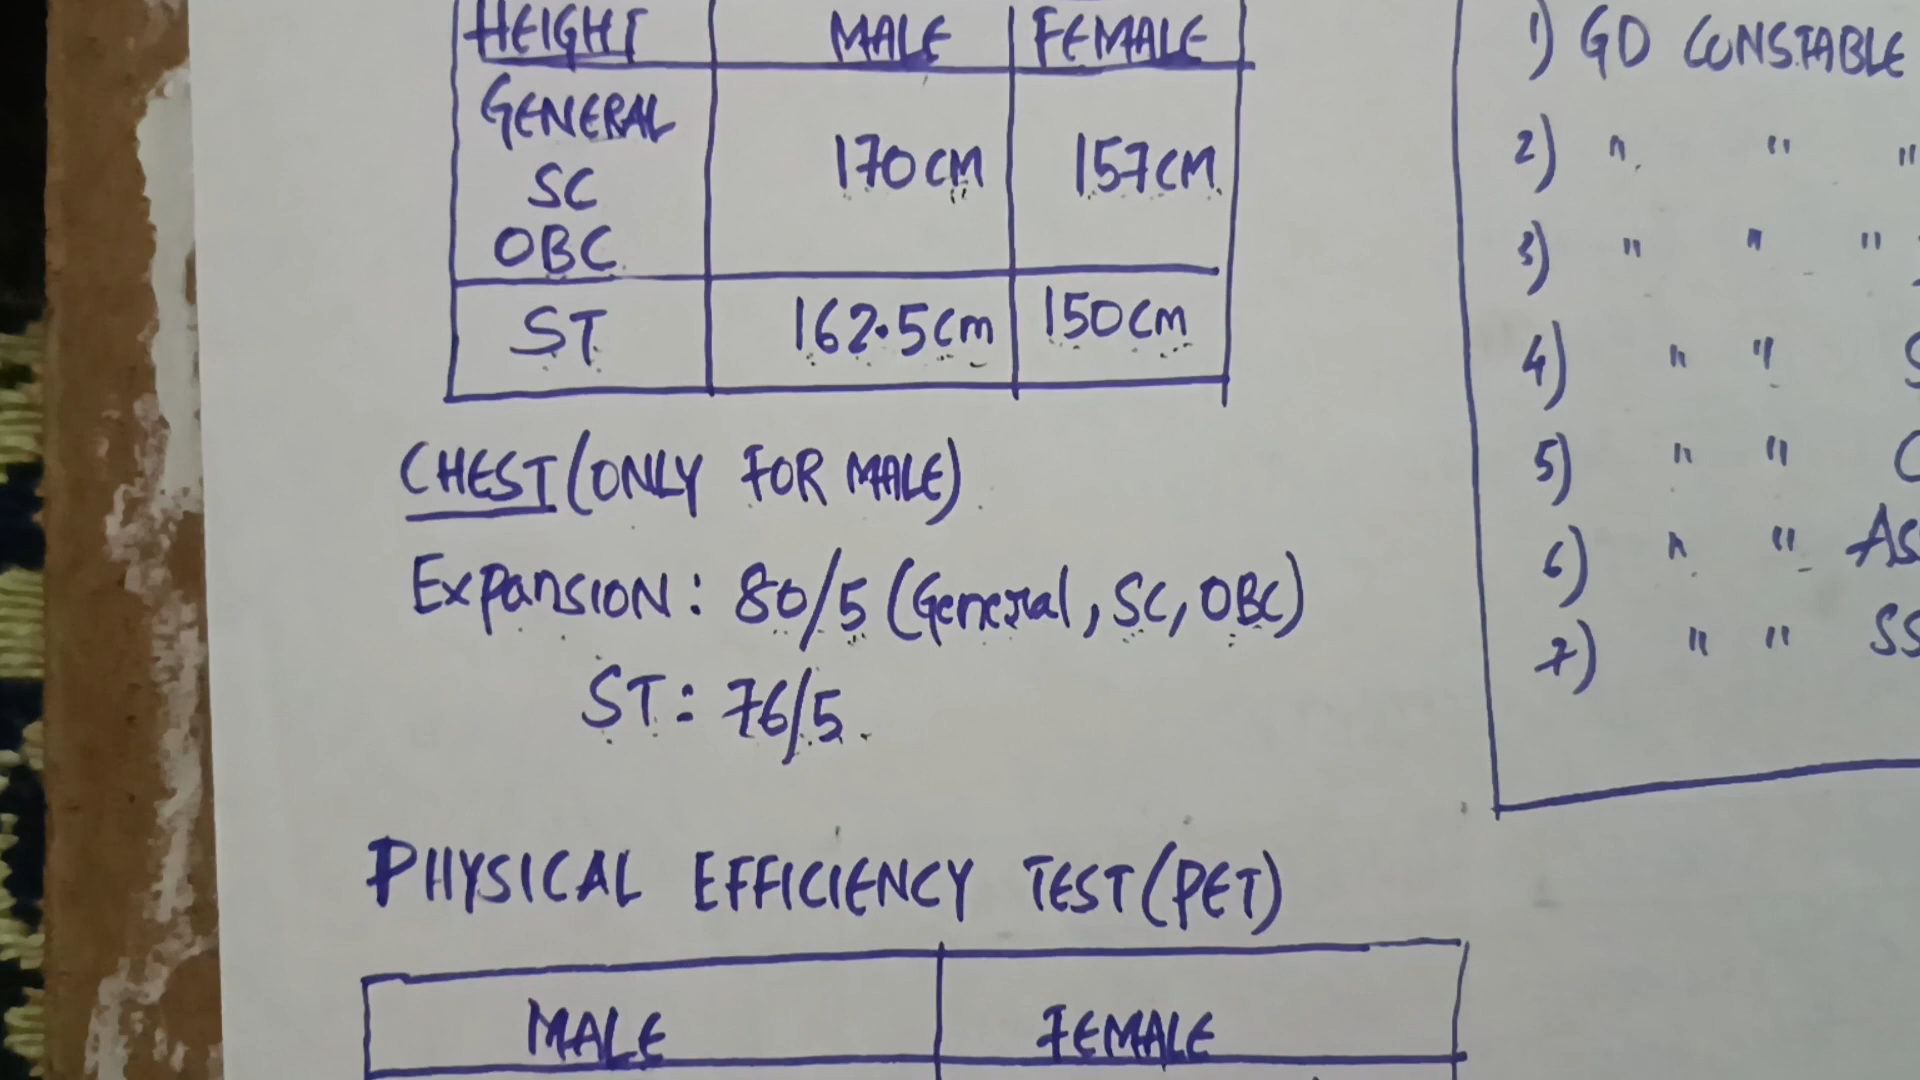 HEIGHT MALE FEMALE
GENERAL
SC 170cm 157cm
OBC
ST 162.5cm 150cm
CHEST (ONLY FOR MALE)
Expansion: 80/5 (General, SC, OBC)
ST: 76/5
PHYSICAL EFFICIENCY TEST (PET)
MALE FEMALE
1) GD CONSTABLE
2) " " "
3) " " "
4) " " S
5) " " C
6) " " AS
7) " " SS